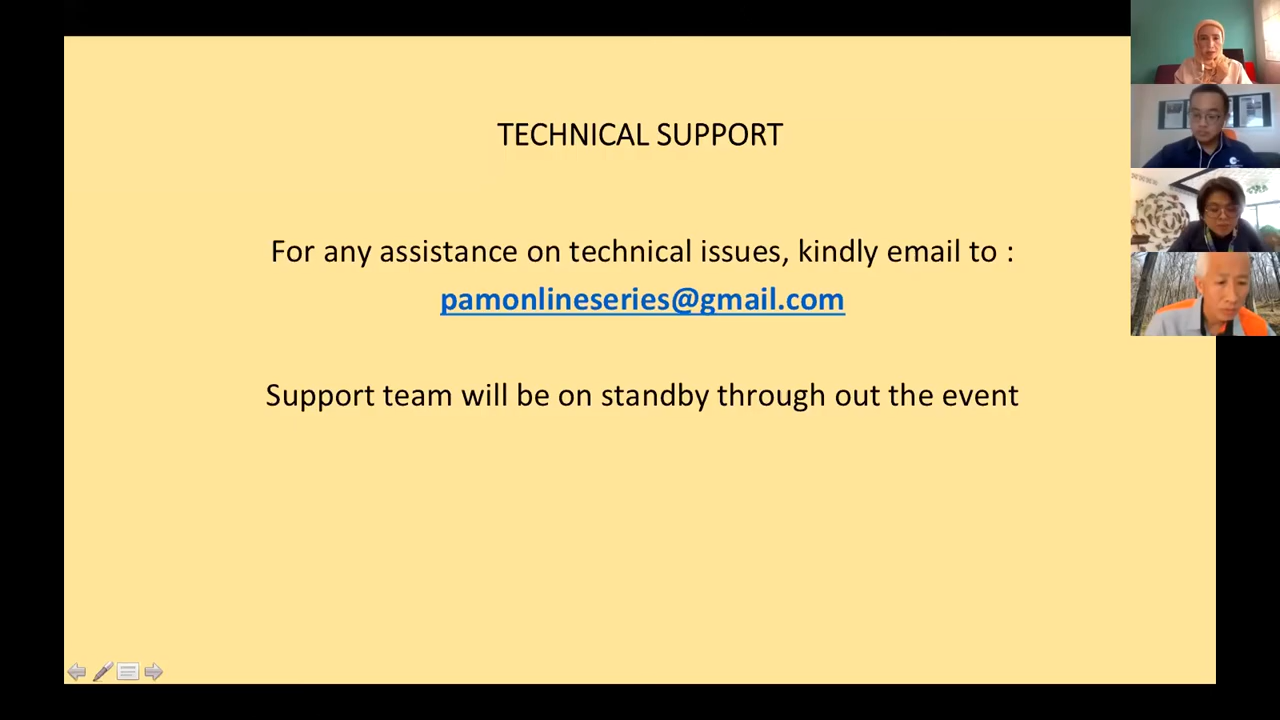 TECHNICAL SUPPORT
For any assistance on technical issues, kindly email to :
pamonlineseries@gmail.com
Support team will be on standby through out the event